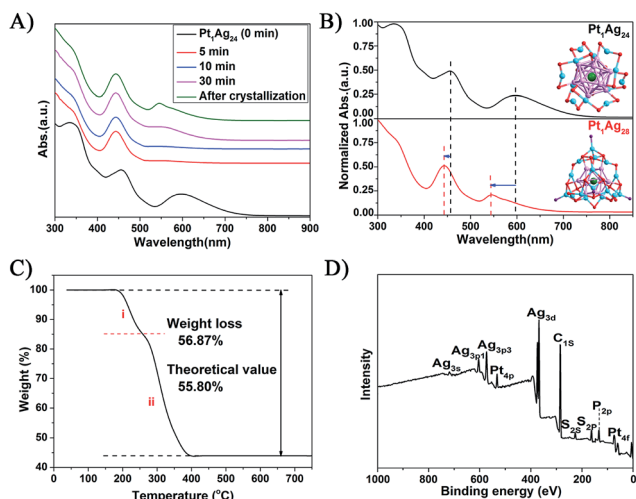 A)
Abs.(a.u.)
Pt1Ag24 (0 min)
5 min
10 min
30 min
After crystallization
300 400 500 600 700 800 900
Wavelength(nm)
B)
Normalized Abs.(a.u.)
1.00
0.75
0.50
0.25
0.00
Pt1Ag24
1.00
0.75
0.50
0.25
0.00
Pt1Ag28
300 400 500 600 700 800
Wavelength(nm)
C)
Weight (%)
110
100
90
80
70
60
50
40
i
ii
Weight loss
56.87%
Theoretical value
55.80%
0 100 200 300 400 500 600 700
Temperature (oC)
D)
Intensity
Ag3d
C1S
Ag3p3
Ag3p1
Ag3s
Pt4p
P2p
S2S
S2P
Pt4f
1000 800 600 400 200 0
Binding energy (eV)